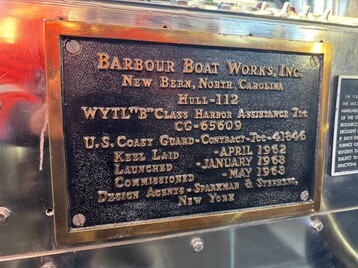 BARBOUR BOAT WORKS, INC.
NEW BERN, NORTH CAROLINA
HULL-112
WYTL "B" CLASS HARBOR ASSISTANCE TUG
CG-65609
U.S. COAST GUARD-CONTRACT-TCG-41846
KEEL LAID -APRIL 1962
LAUNCHED -JANUARY 1963
COMMISSIONED -MAY 1963
DESIGN AGENTS-SPARKMAN & STEPHENS,
NEW YORK